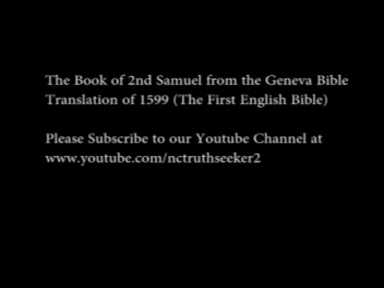 The Book of 2nd Samuel from the Geneva Bible
Translation of 1599 (The First English Bible)
Please Subscribe to our Youtube Channel at
www.youtube.com/nctruthseeker2